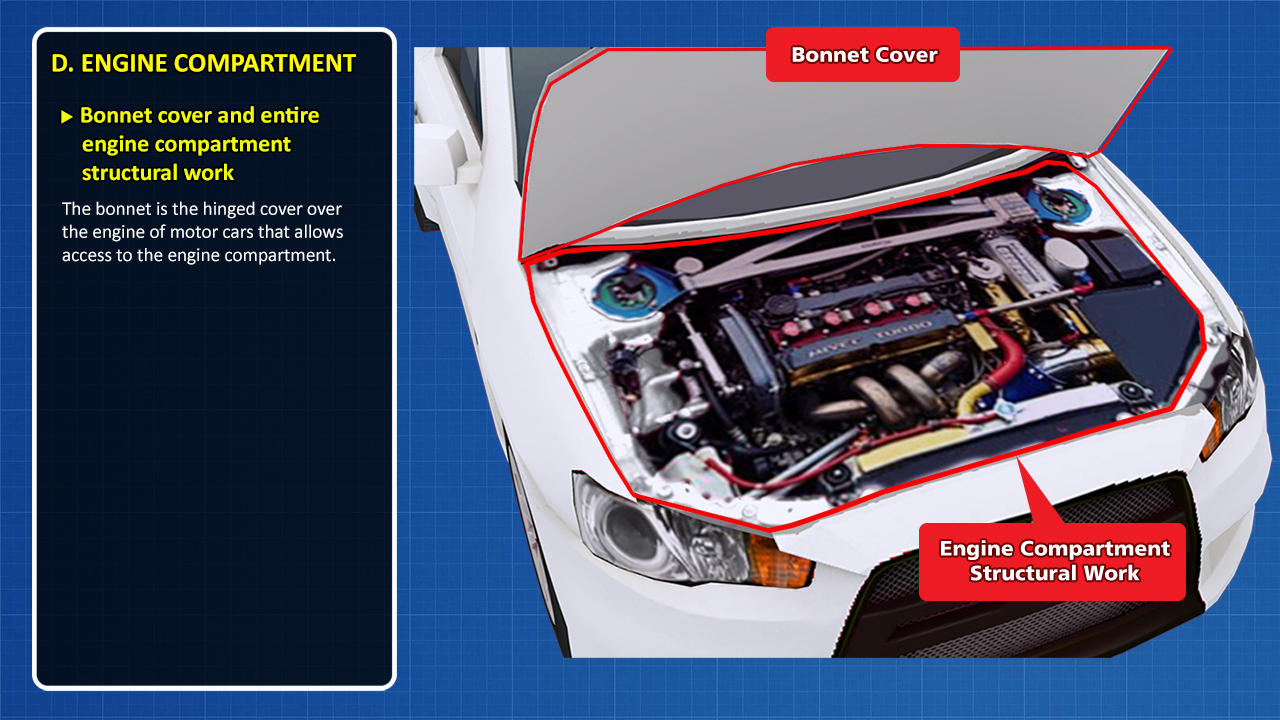 D. ENGINE COMPARTMENT
▶ Bonnet cover and entire
engine compartment
structural work
The bonnet is the hinged cover over
the engine of motor cars that allows
access to the engine compartment.
Bonnet Cover
MIVEC TURBO
Engine Compartment
Structural Work